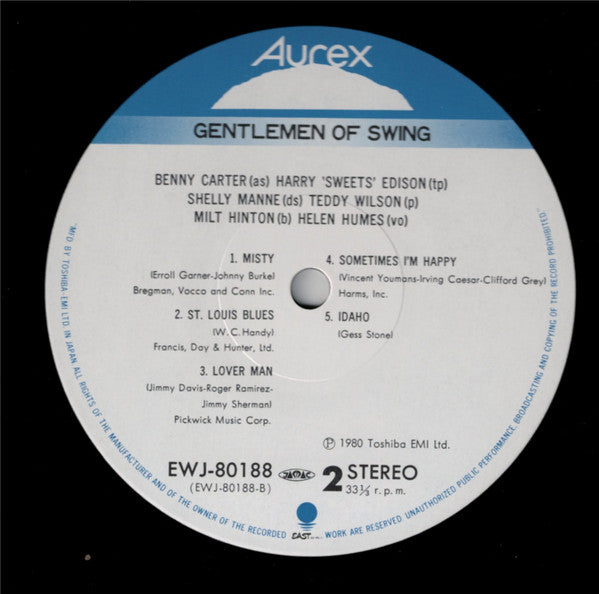 Aurex
GENTLEMEN OF SWING
BENNY CARTER(as) HARRY 'SWEETS' EDISON(tp)
SHELLY MANNE(ds) TEDDY WILSON(p)
MILT HINTON(b) HELEN HUMES(vo)
1. MISTY
(Erroll Garner-Johnny Burke)
Bregman, Vocco and Conn Inc.
2. ST. LOUIS BLUES
(W.C.Handy)
Francis, Day & Hunter, Ltd.
3. LOVER MAN
(Jimmy Davis-Roger Ramirez-
Jimmy Sherman)
Pickwick Music Corp.
4. SOMETIMES I'M HAPPY
(Vincent Youmans-Irving Caesar-Clifford Grey)
Harms, Inc.
5. IDAHO
(Gess Stone)
Ⓟ 1980 Toshiba EMI Ltd.
EWJ-80188
(EWJ-80188-B)
JASRAC
2 STEREO
33⅓ r.p.m.
EAST
"MF'D BY TOSHIBA-EMI LTD. IN JAPAN ALL RIGHTS OF THE MANUFACTURER AND OF THE OWNER OF THE RECORDED WORK ARE RESERVED. UNAUTHORIZED PUBLIC PERFORMANCE, BROADCASTING AND COPYING OF THE RECORD PROHIBITED."